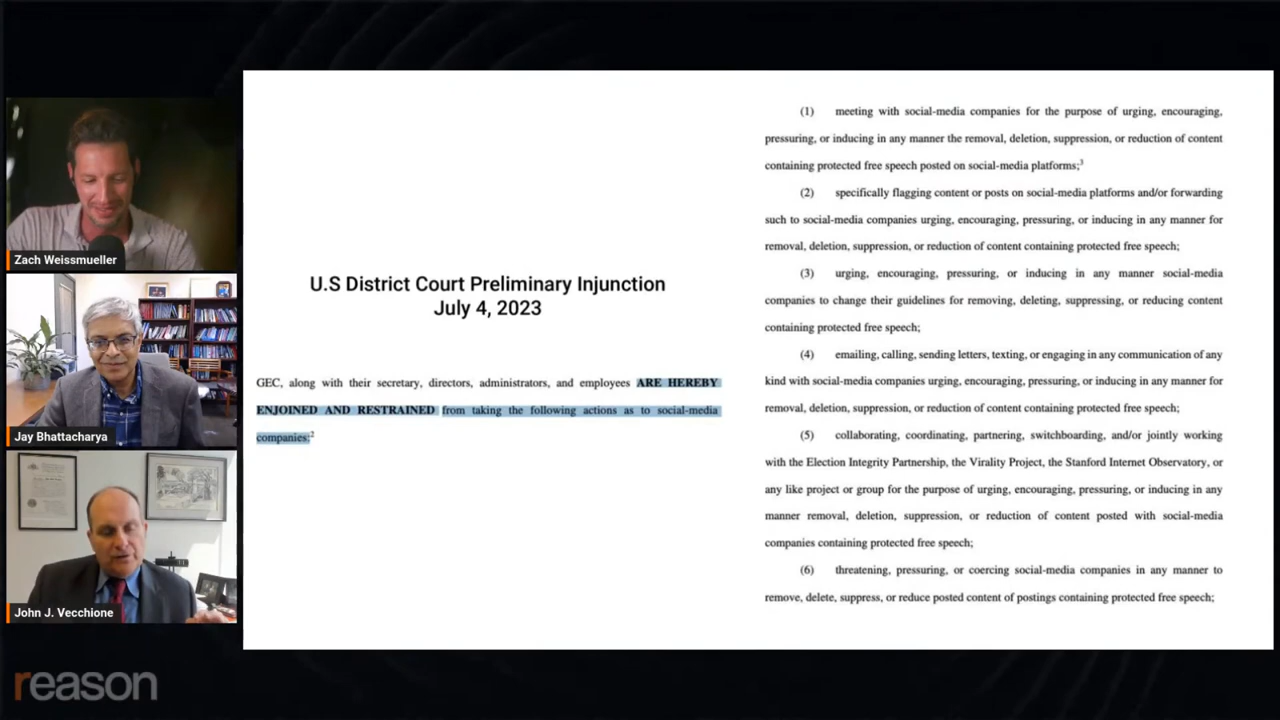 Zach Weissmueller
Jay Bhattacharya
John J. Vecchione
reason
U.S District Court Preliminary Injunction
July 4, 2023
GEC, along with their secretary, directors, administrators, and employees ARE HEREBY
ENJOINED AND RESTRAINED from taking the following actions as to social-media
companies:2
(1) meeting with social-media companies for the purpose of urging, encouraging,
pressuring, or inducing in any manner the removal, deletion, suppression, or reduction of content
containing protected free speech posted on social-media platforms;3
(2) specifically flagging content or posts on social-media platforms and/or forwarding
such to social-media companies urging, encouraging, pressuring, or inducing in any manner for
removal, deletion, suppression, or reduction of content containing protected free speech;
(3) urging, encouraging, pressuring, or inducing in any manner social-media
companies to change their guidelines for removing, deleting, suppressing, or reducing content
containing protected free speech;
(4) emailing, calling, sending letters, texting, or engaging in any communication of any
kind with social-media companies urging, encouraging, pressuring, or inducing in any manner for
removal, deletion, suppression, or reduction of content containing protected free speech;
(5) collaborating, coordinating, partnering, switchboarding, and/or jointly working
with the Election Integrity Partnership, the Virality Project, the Stanford Internet Observatory, or
any like project or group for the purpose of urging, encouraging, pressuring, or inducing in any
manner removal, deletion, suppression, or reduction of content posted with social-media
companies containing protected free speech;
(6) threatening, pressuring, or coercing social-media companies in any manner to
remove, delete, suppress, or reduce posted content of postings containing protected free speech;